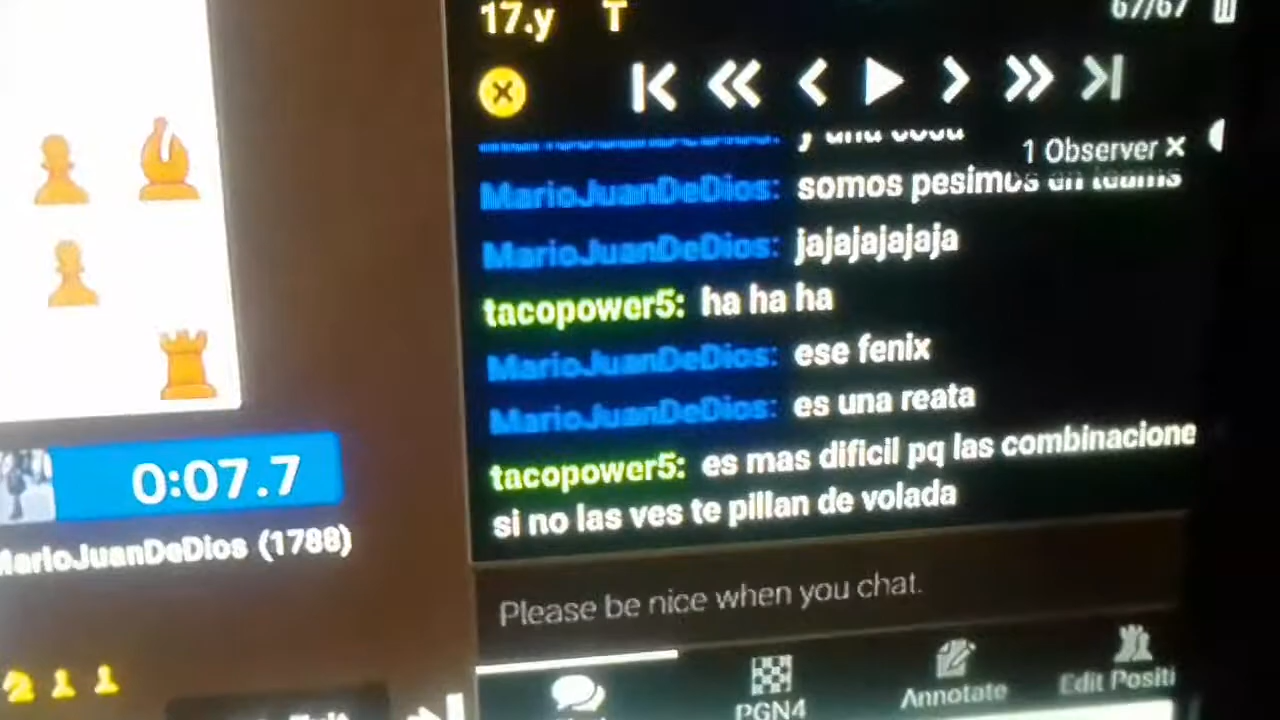 17.y T
67/67
1 Observer ×
MarioJuanDeDios: somos pesimos en teams
MarioJuanDeDios: jajajajajaja
tacopower5: ha ha ha
MarioJuanDeDios: ese fenix
MarioJuanDeDios: es una reata
tacopower5: es mas dificil pq las combinacione
si no las ves te pillan de volada
0:07.7
MarioJuanDeDios (1788)
Please be nice when you chat.
PGN4
Annotate
Edit Positi